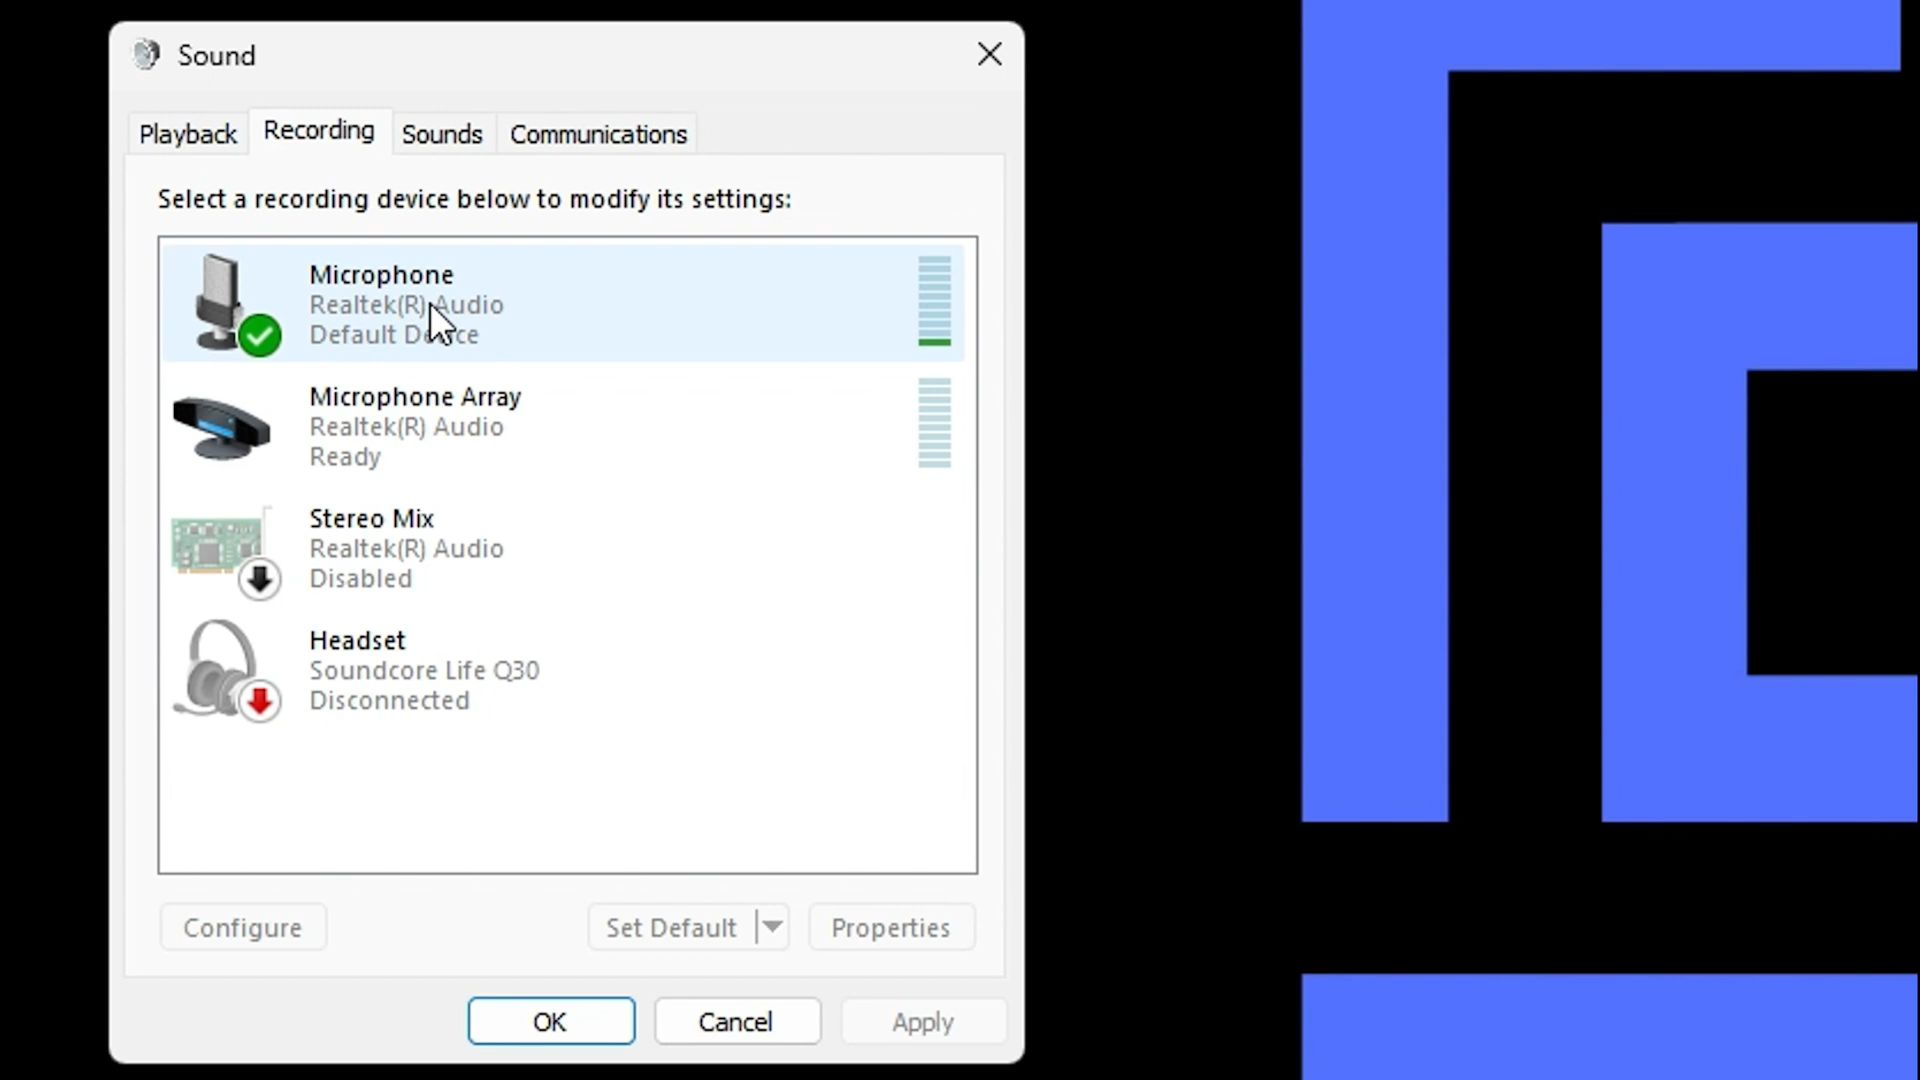 Sound
Playback
Recording
Sounds
Communications
Select a recording device below to modify its settings:
Microphone
Realtek(R) Audio
Default Device
Microphone Array
Realtek(R) Audio
Ready
Stereo Mix
Realtek(R) Audio
Disabled
Headset
Soundcore Life Q30
Disconnected
Configure
Set Default
Properties
OK
Cancel
Apply